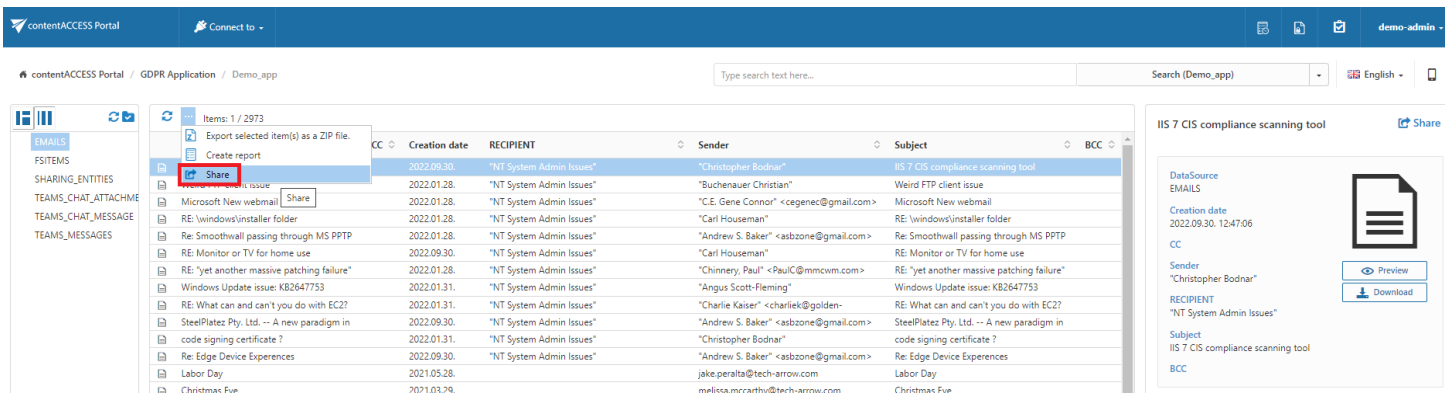 contentACCESS Portal
Connect to
demo-admin
contentACCESS Portal / GDPR Application / Demo_app
Type search text here...
Search (Demo_app)
English
EMAILS
FSITEMS
SHARING_ENTITIES
TEAMS_CHAT_ATTACHME
TEAMS_CHAT_MESSAGE
TEAMS_MESSAGES
... Items: 1 / 2973
Export selected item(s) as a ZIP file.
Create report
Share
Share
CC Creation date RECIPIENT Sender Subject BCC
2022.09.30. "NT System Admin Issues" "Christopher Bodnar" IIS 7 CIS compliance scanning tool
Weird FTP client issue 2022.01.28. "NT System Admin Issues" "Buchenauer Christian" Weird FTP client issue
Microsoft New webmail 2022.01.28. "NT System Admin Issues" "C.E. Gene Connor" <cegenec@gmail.com> Microsoft New webmail
RE: \windows\installer folder 2022.01.28. "NT System Admin Issues" "Carl Houseman" RE: \windows\installer folder
Re: Smoothwall passing through MS PPTP 2022.01.28. "NT System Admin Issues" "Andrew S. Baker" <asbzone@gmail.com> Re: Smoothwall passing through MS PPTP
RE: Monitor or TV for home use 2022.09.30. "NT System Admin Issues" "Carl Houseman" RE: Monitor or TV for home use
RE: "yet another massive patching failure" 2022.01.28. "NT System Admin Issues" "Chinnery, Paul" <PaulC@mmcwm.com> RE: "yet another massive patching failure"
Windows Update issue: KB2647753 2022.01.31. "NT System Admin Issues" "Angus Scott-Fleming" Windows Update issue: KB2647753
RE: What can and can't you do with EC2? 2022.01.31. "NT System Admin Issues" "Charlie Kaiser" <charliek@golden- RE: What can and can't you do with EC2?
SteelPlatez Pty. Ltd. -- A new paradigm in 2022.09.30. "NT System Admin Issues" "Andrew S. Baker" <asbzone@gmail.com> SteelPlatez Pty. Ltd. -- A new paradigm in
code signing certificate ? 2022.01.31. "NT System Admin Issues" "Christopher Bodnar" code signing certificate ?
Re: Edge Device Experences 2022.09.30. "NT System Admin Issues" "Andrew S. Baker" <asbzone@gmail.com> Re: Edge Device Experences
Labor Day 2021.05.28. jake.peralta@tech-arrow.com Labor Day
Christmas Eve 2021.03.29. melissa.mccarthy@tech-arrow.com Christmas Eve
IIS 7 CIS compliance scanning tool
Share
DataSource
EMAILS
Creation date
2022.09.30. 12:47:06
CC
Sender
"Christopher Bodnar"
RECIPIENT
"NT System Admin Issues"
Subject
IIS 7 CIS compliance scanning tool
BCC
Preview
Download